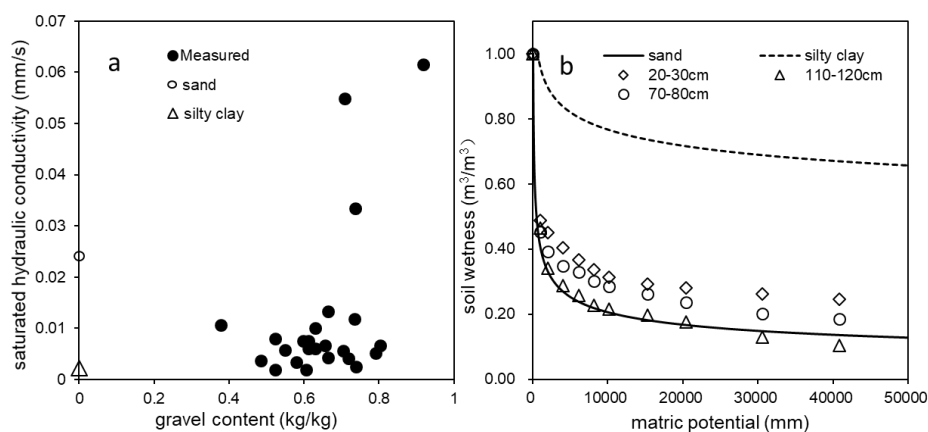 a
Measured
sand
silty clay
saturated hydraulic conductivity (mm/s)
0.07
0.06
0.05
0.04
0.03
0.02
0.01
0
0 0.2 0.4 0.6 0.8 1
gravel content (kg/kg)
b
sand silty clay
20-30cm 110-120cm
70-80cm
soil wetness (m³/m³)
1.00
0.80
0.60
0.40
0.20
0.00
0 10000 20000 30000 40000 50000
matric potential (mm)